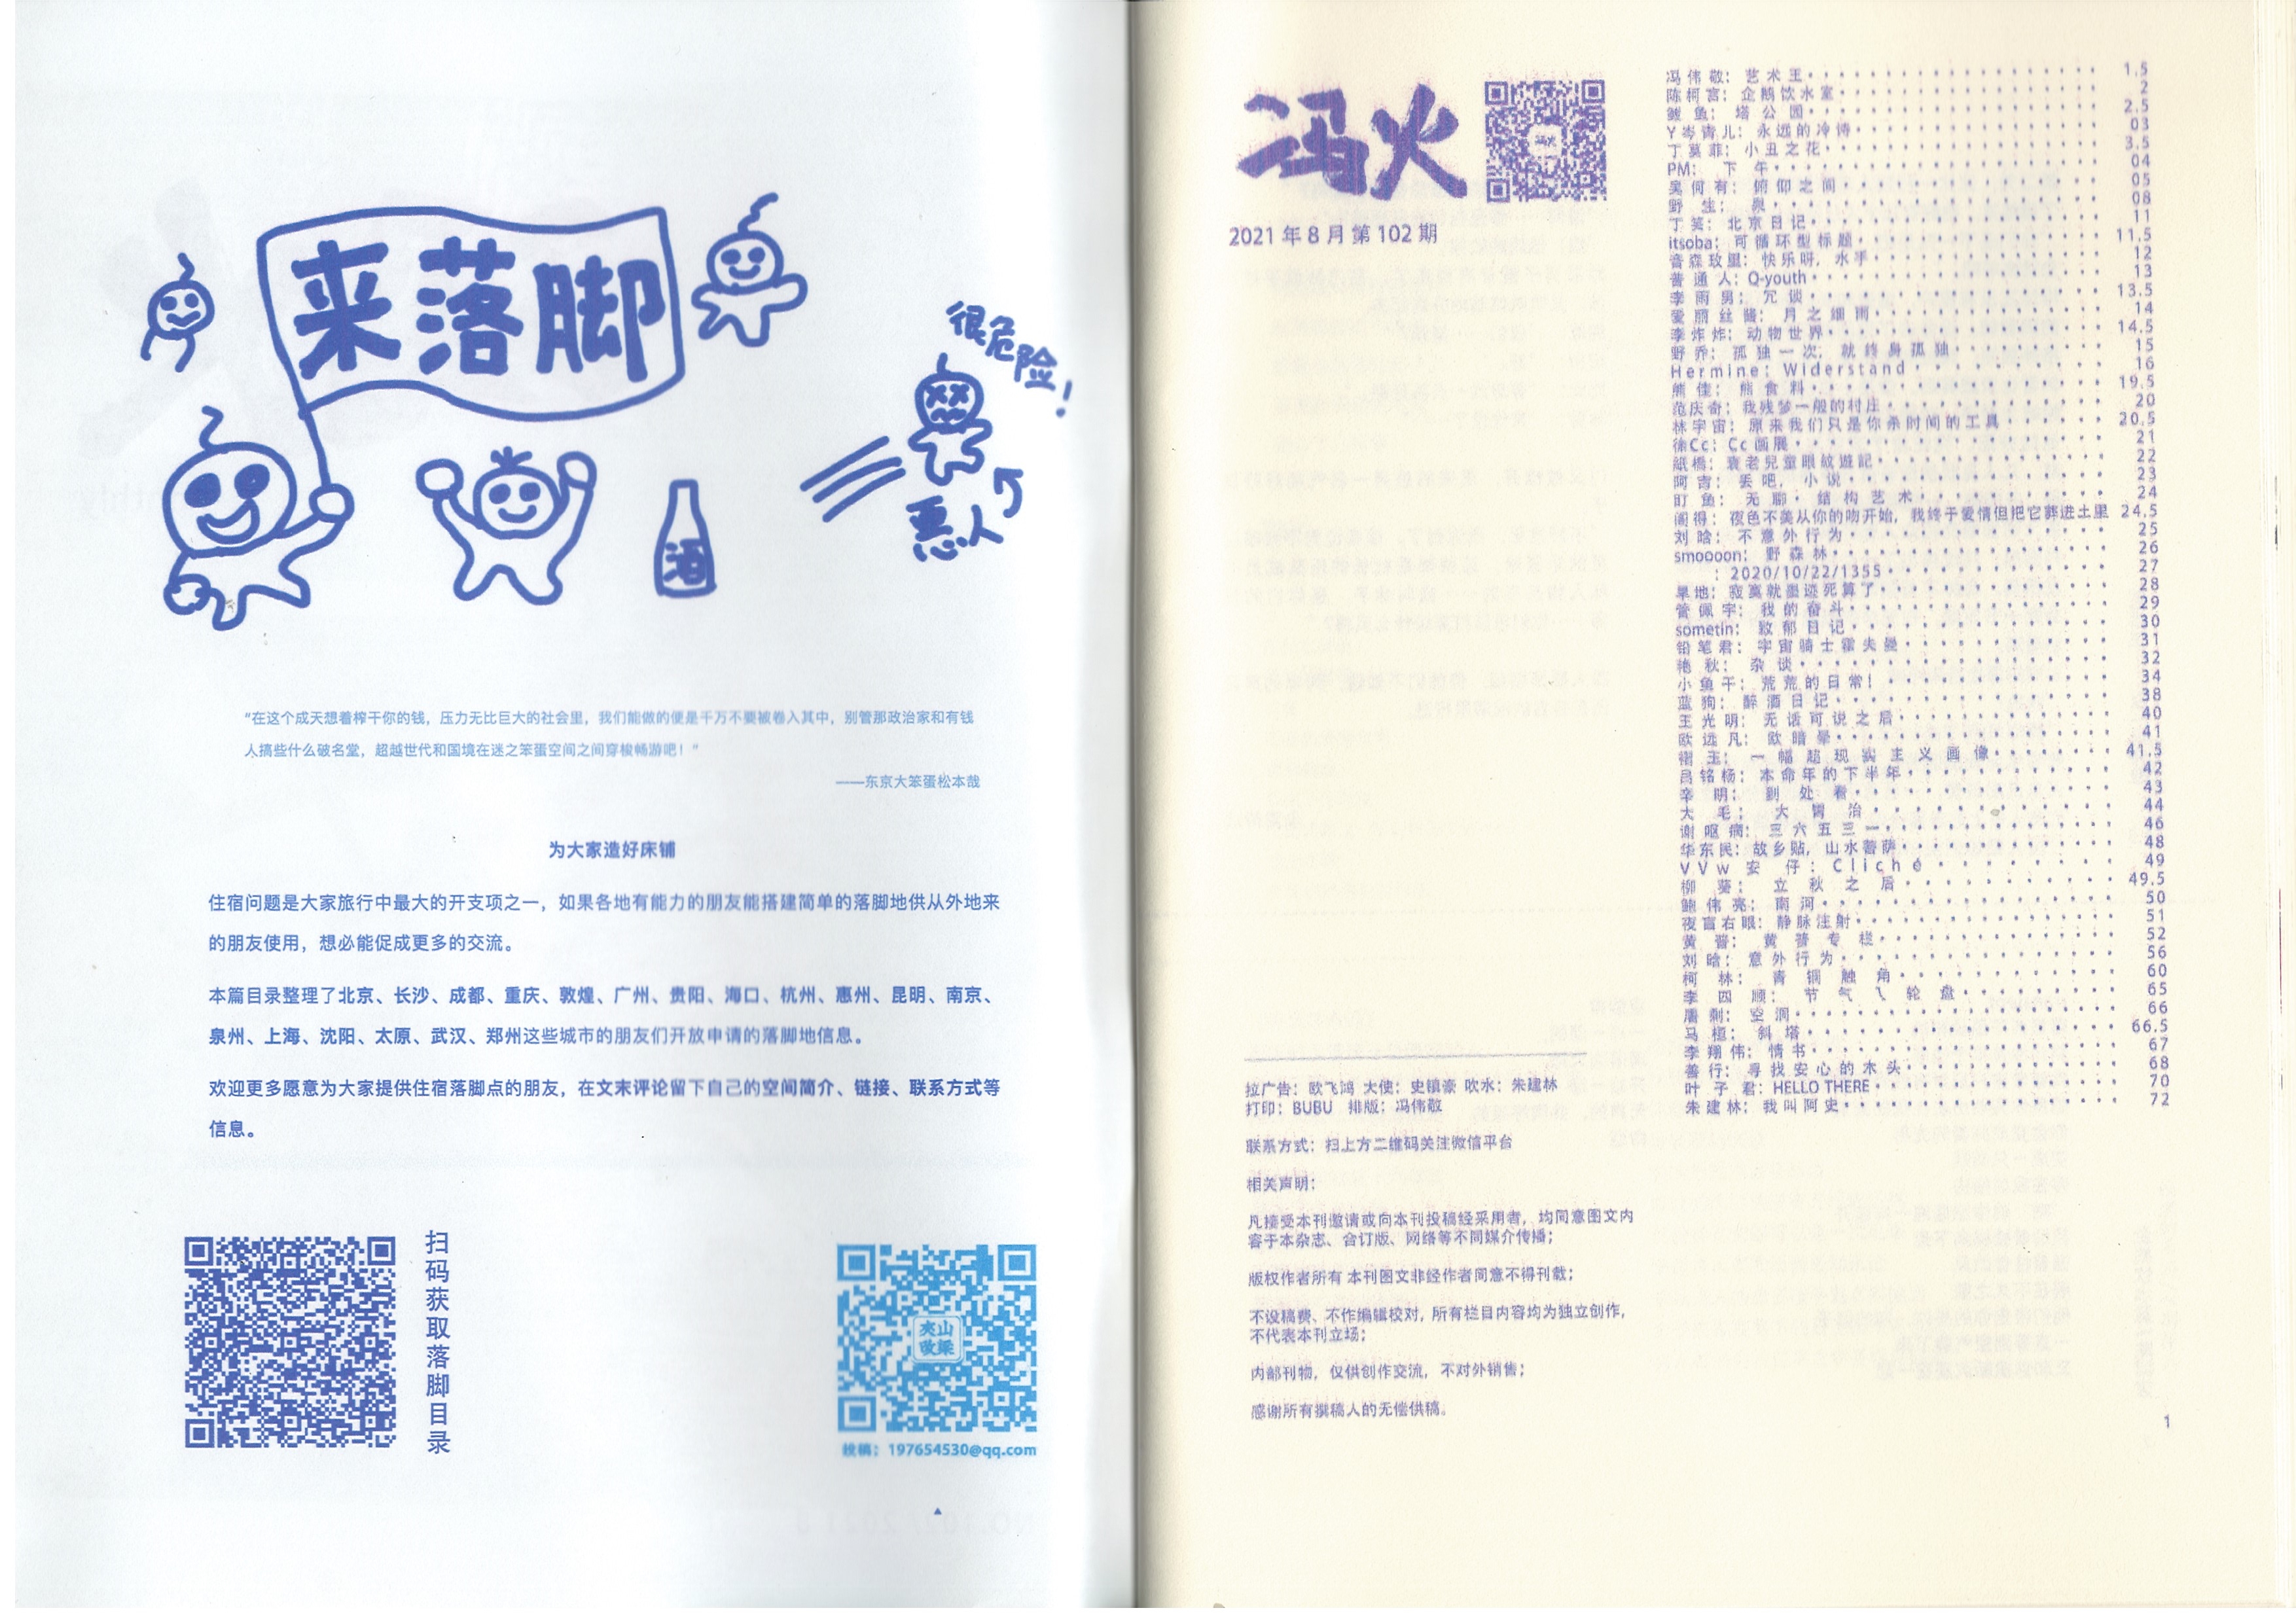 来落脚
很危险！
恶人
酒
“在这个成天想着榨干你的钱，压力无比巨大的社会里，我们能做的便是千万不要被卷入其中，别管那政治家和有钱
人搞些什么破名堂，超越世代和国境在迷之笨蛋空间之间穿梭畅游吧！”
——东京大笨蛋松本哉
为大家造好床铺
住宿问题是大家旅行中最大的开支项之一，如果各地有能力的朋友能搭建简单的落脚地供从外地来
的朋友使用，想必能促成更多的交流。
本篇目录整理了北京、长沙、成都、重庆、敦煌、广州、贵阳、海口、杭州、惠州、昆明、南京、
泉州、上海、沈阳、太原、武汉、郑州这些城市的朋友们开放申请的落脚地信息。
欢迎更多愿意为大家提供住宿落脚点的朋友，在文末评论留下自己的空间简介、链接、联系方式等
信息。
扫码获取落脚目录
投稿：197654530@qq.com
冯火
2021 年 8 月 第 102 期
拉广告：欧飞鸿 大使：史镇豪 吹水：朱建林
打印：BUBU 排版：冯伟敬
联系方式：扫上方二维码关注微信平台
相关声明：
凡接受本刊邀请或向本刊投稿经采用者，均同意图文内
容于本杂志、合订版、网络等不同媒介传播；
版权作者所有 本刊图文非经作者同意不得刊载；
不设稿费、不作编辑校对，所有栏目内容均为独立创作，
不代表本刊立场；
内部刊物，仅供创作交流，不对外销售；
感谢所有撰稿人的无偿供稿。
冯伟敬：艺术王 1.5
陈柯言：企鹅饮水室 2
鱼：塔公园 2.5
Y岑青儿：永远的冷诗 03
丁莫菲：小丑之花 3.5
PM：下午 04
吴何有：俯仰之间 05
野生： 08
丁笑：北京日记 11
itsoba：可循环型标题 11.5
音森玫里：快乐呀，水手 12
普通人：Q-youth 13
李雨男：冗谈 13.5
爱丽丝酱：月之细雨 14
李炸炸：动物世界 14.5
野乔：孤独一次，就终身孤独 15
Hermine：Widerstand 16
熊佳：熊食料 19.5
范庆奇：我残梦一般的村庄 20
林宇宙：原来我们只是你杀时间的工具 20.5
徐Cc：Cc画展 21
紙橋：衰老兒童眼紋遊記 22
阿吉：丢吧，小说 23
盯鱼：无聊·结构艺术 24
阁得：夜色不美从你的吻开始，我终于爱情但把它葬进土里 24.5
刘晗：不意外行为 25
smoooon：野森林 26
：2020/10/22/1355 27
旱地：寂寞就墨迹死算了 28
管佩宇：我的奋斗 29
sometin：致郁日记 30
铅笔君：宇宙骑士霍夫曼 31
艳秋：杂谈 32
小鱼干：荒荒的日常！ 34
蓝狗：醉酒日记 38
王光明：无话可说之后 40
欧远凡：欧暗晕 41
禤玉：一幅超现实主义画像 41.5
吕铭杨：本命年的下半年 42
辛明：到处看 43
大毛：大胃治 44
谢呕病：三六五三一 46
华东民：故乡贴，山水菩萨 48
VVw安仔：Cliché 49
柳葵：立秋之后 49.5
鲍伟亮：南河 50
夜盲右眼：静脉注射 51
黄普：黄普专栏 52
刘晗：意外行为 56
柯林：青铜触角 60
李四顺：节气飞轮盘 65
屠剩：空洞 66
马桓：斜塔 66.5
李翔伟：情书 67
善行：寻找安心的木头 68
叶子君：HELLO THERE 70
朱建林：我叫阿史 72
1